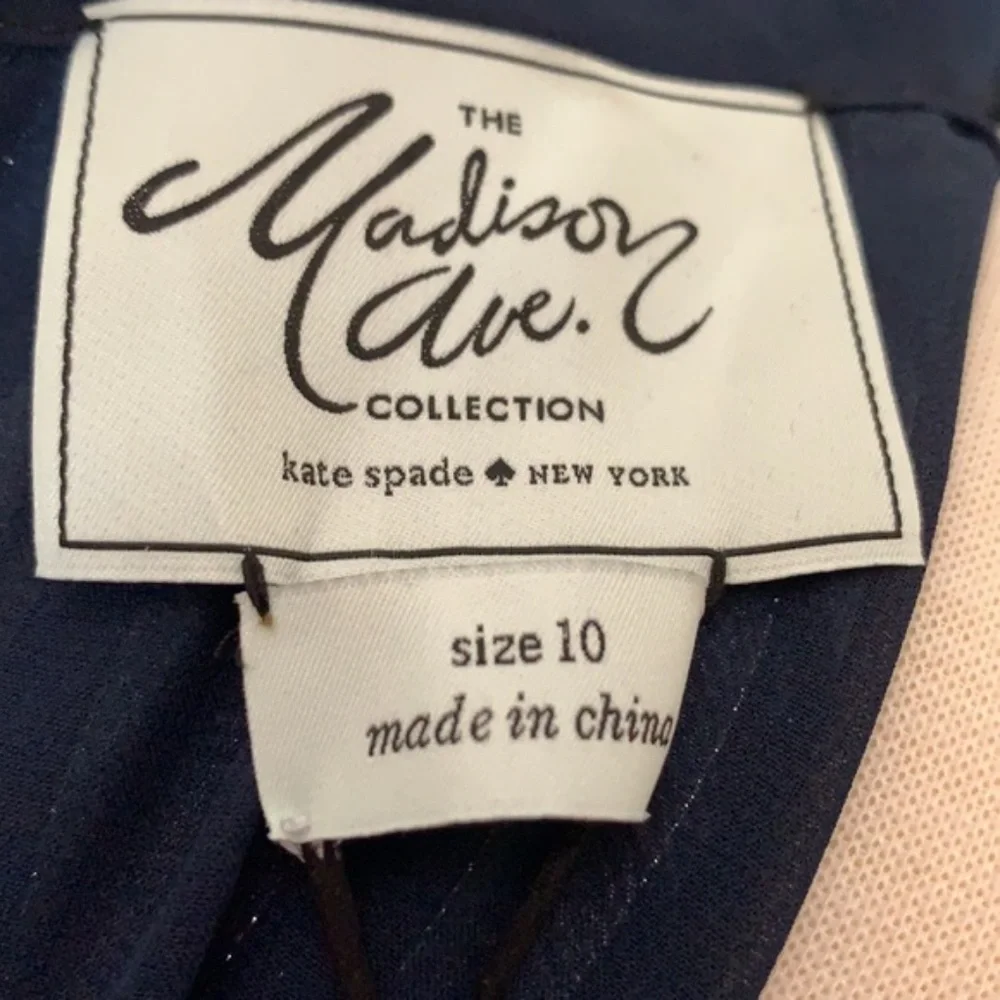 THE
Madison
Ave.
COLLECTION
kate spade ♠ NEW YORK
size 10
made in china